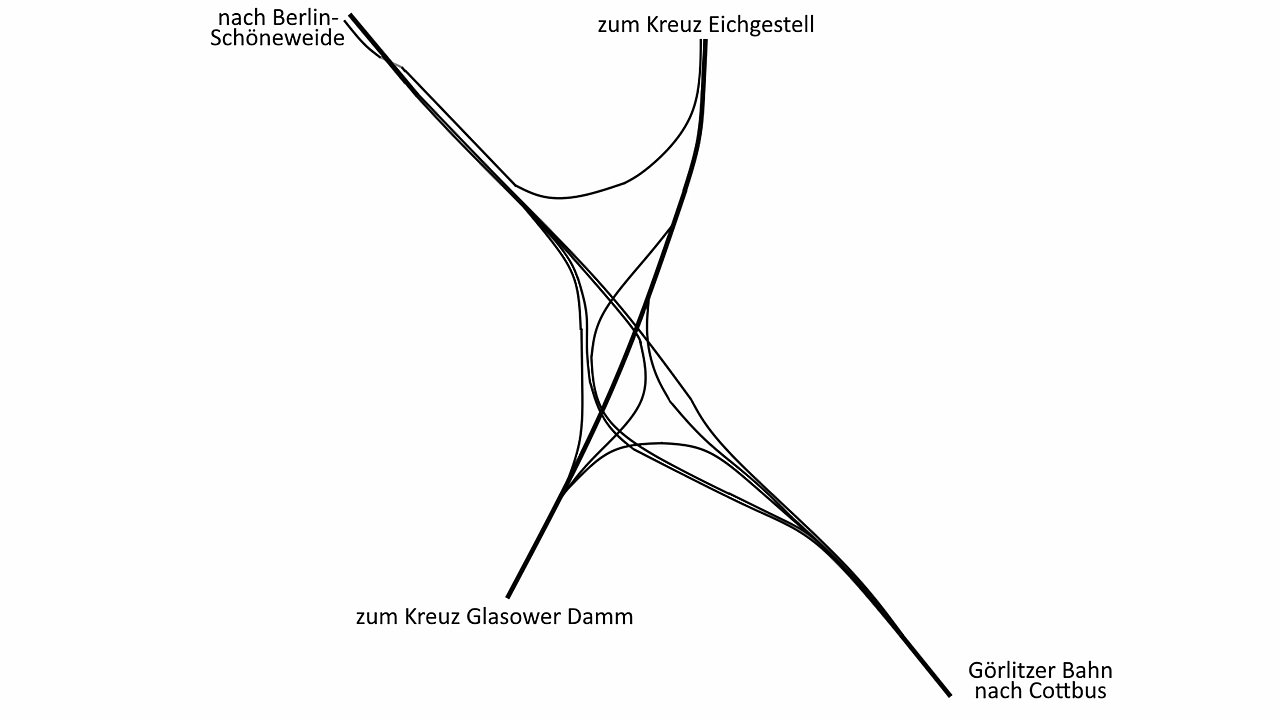 nach Berlin-
Schöneweide
zum Kreuz Eichgestell
zum Kreuz Glasower Damm
Görlitzer Bahn
nach Cottbus